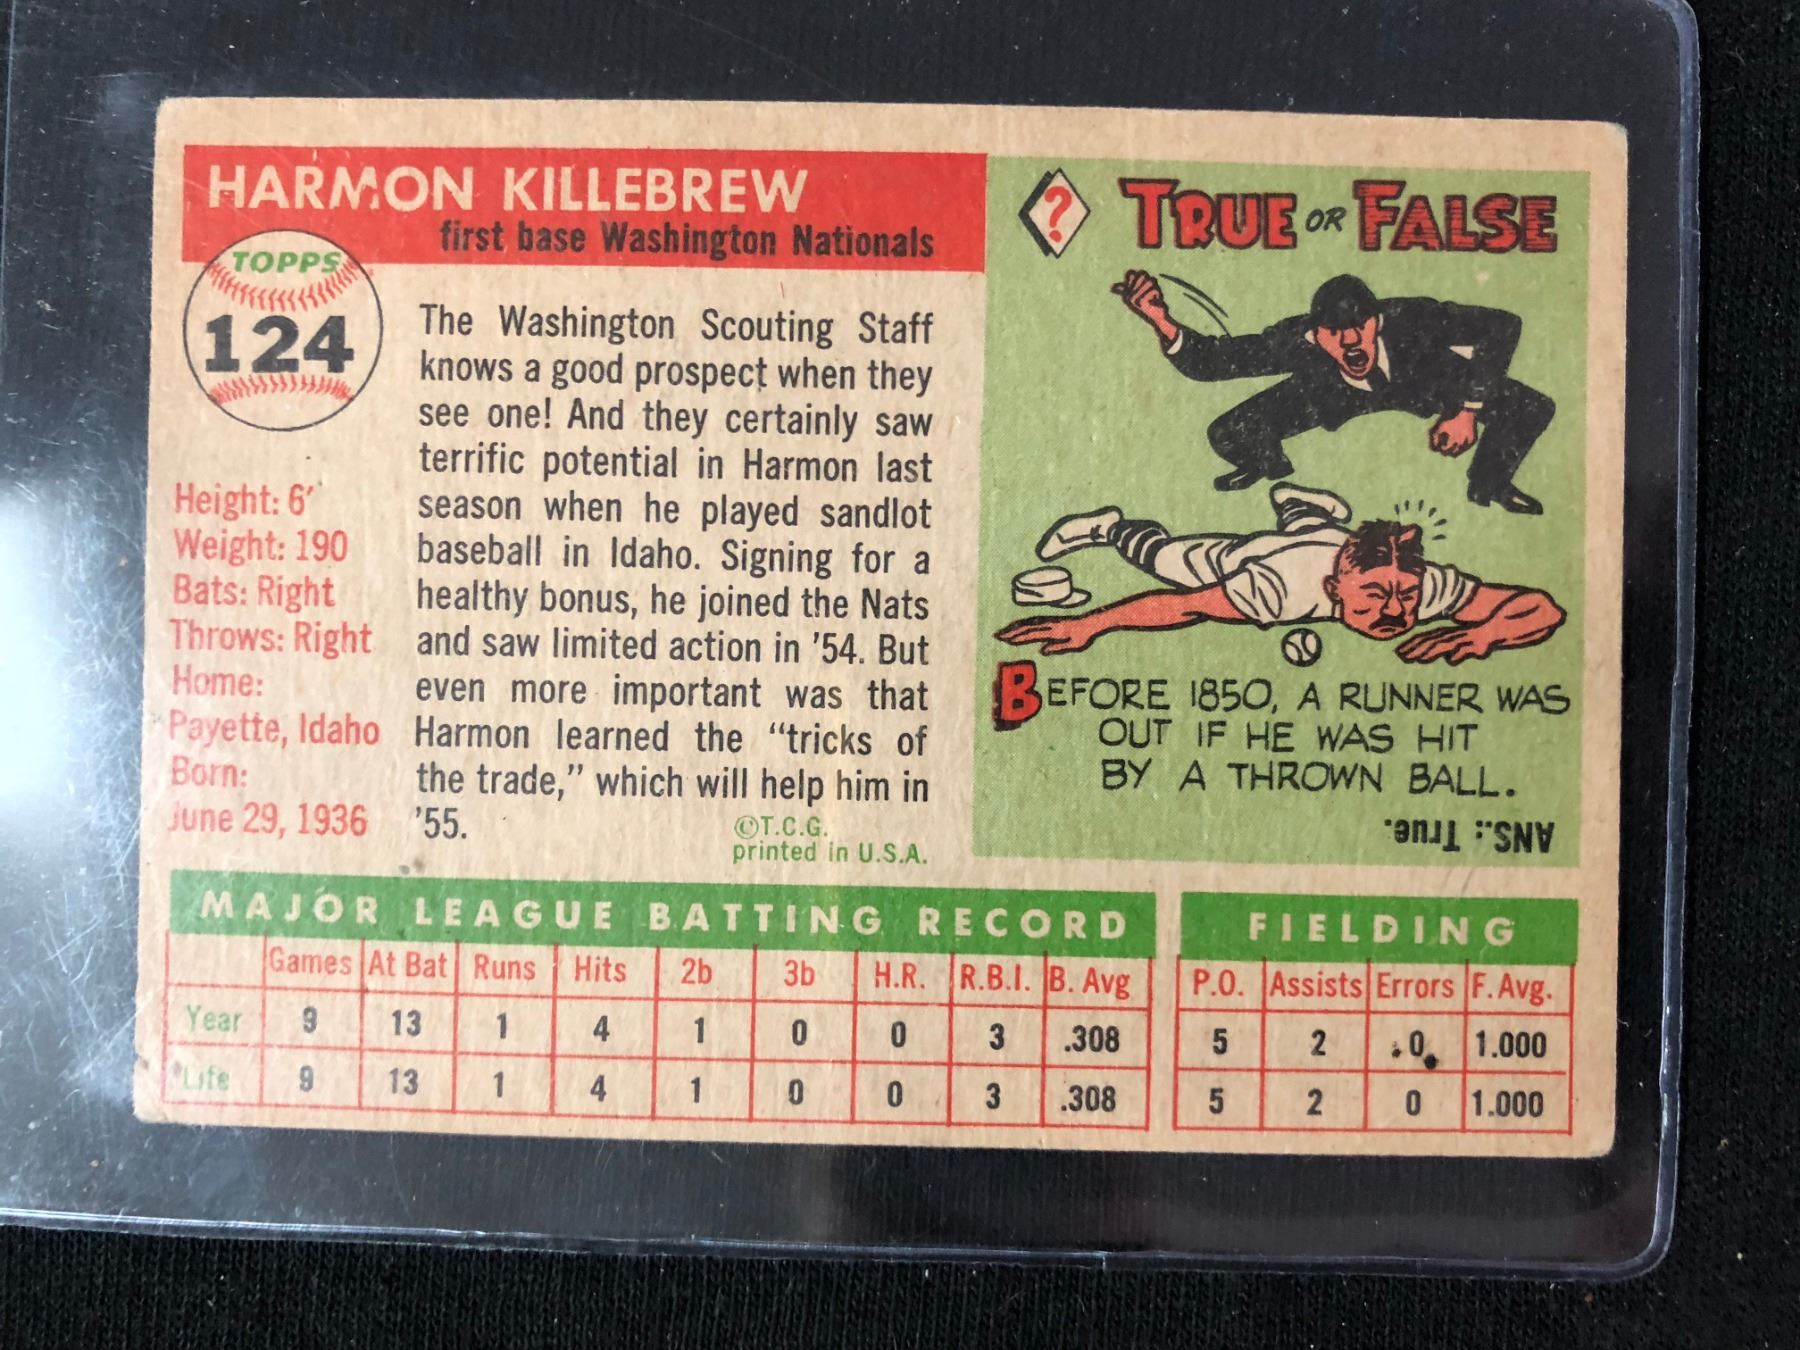 HARMON KILLEBREW
first base Washington Nationals
TOPPS
124
Height: 6'
Weight: 190
Bats: Right
Throws: Right
Home:
Payette, Idaho
Born:
June 29, 1936
The Washington Scouting Staff
knows a good prospect when they
see one! And they certainly saw
terrific potential in Harmon last
season when he played sandlot
baseball in Idaho. Signing for a
healthy bonus, he joined the Nats
and saw limited action in '54. But
even more important was that
Harmon learned the "tricks of
the trade," which will help him in
'55.
©T.C.G.
printed in U.S.A.
? TRUE OR FALSE
BEFORE 1850, A RUNNER WAS
OUT IF HE WAS HIT
BY A THROWN BALL.
ANS.: True.
MAJOR LEAGUE BATTING RECORD
Games At Bat Runs Hits 2b 3b H.R. R.B.I. B. Avg
Year 9 13 1 4 1 0 0 3 .308
Life 9 13 1 4 1 0 0 3 .308
FIELDING
P.O. Assists Errors F. Avg.
5 2 0 1.000
5 2 0 1.000